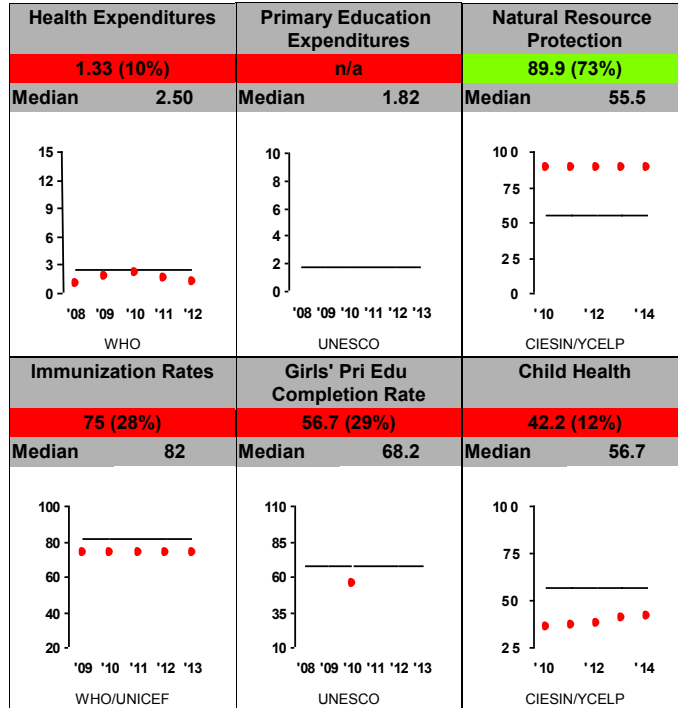 Health Expenditures
1.33 (10%)
Median 2.50
15
12
9
6
3
0
'08 '09 '10 '11 '12
WHO
Primary Education
Expenditures
n/a
Median 1.82
10
8
6
4
2
0
'08 '09 '10 '11 '12 '13
UNESCO
Natural Resource
Protection
89.9 (73%)
Median 55.5
100
75
50
25
0
'10 '12 '14
CIESIN/YCELP
Immunization Rates
75 (28%)
Median 82
100
80
60
40
20
'09 '10 '11 '12 '13
WHO/UNICEF
Girls' Pri Edu
Completion Rate
56.7 (29%)
Median 68.2
110
85
60
35
10
'08 '09 '10 '11 '12 '13
UNESCO
Child Health
42.2 (12%)
Median 56.7
100
75
50
25
'10 '12 '14
CIESIN/YCELP